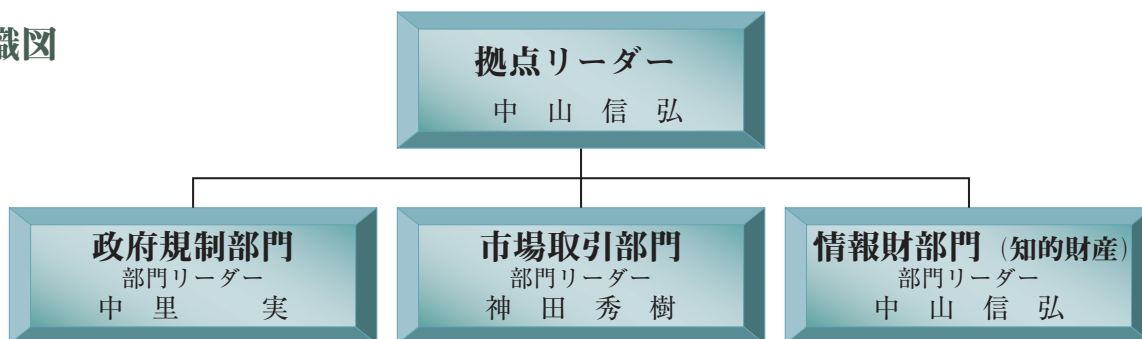 織図
拠点リーダー
中 山 信 弘
政府規制部門
部門リーダー
中 里 実
市場取引部門
部門リーダー
神 田 秀 樹
情報財部門 (知的財産)
部門リーダー
中 山 信 弘